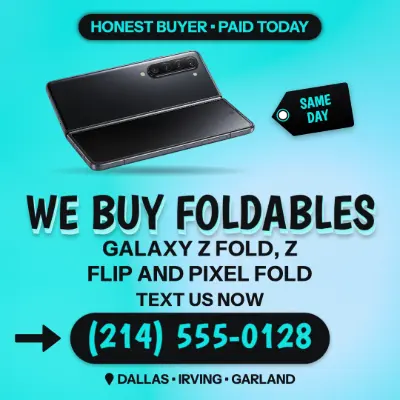 HONEST BUYER • PAID TODAY
SAME
DAY
WE BUY FOLDABLES
GALAXY Z FOLD, Z
FLIP AND PIXEL FOLD
TEXT US NOW
(214) 555-0128
DALLAS • IRVING • GARLAND